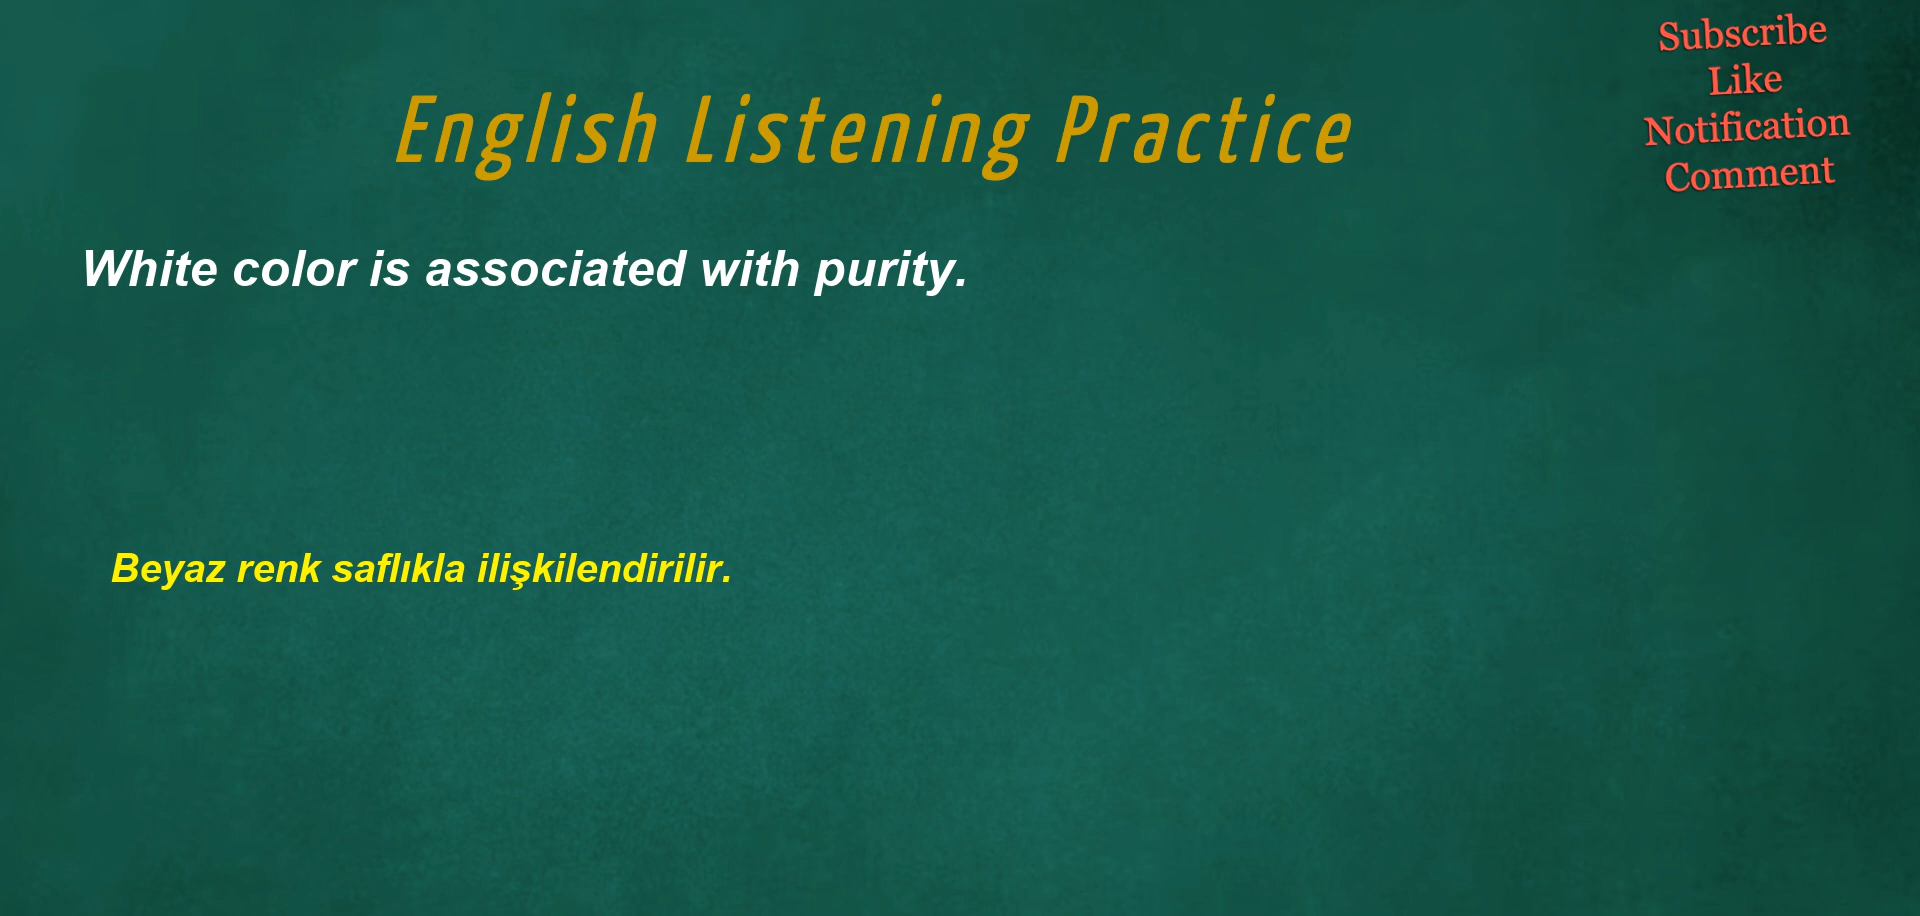 English Listening Practice
Subscribe
Like
Notification
Comment
White color is associated with purity.
Beyaz renk saflıkla ilişkilendirilir.